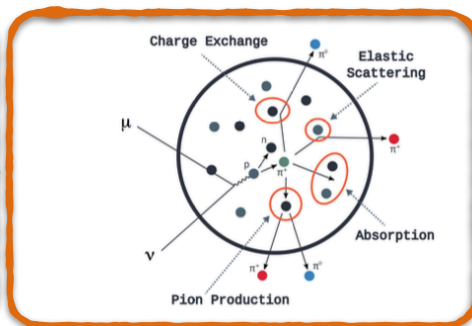 Charge Exchange
π⁰
Elastic
Scattering
μ
n
π⁺
p
π⁺
ν
Absorption
π⁺
π⁰
Pion Production